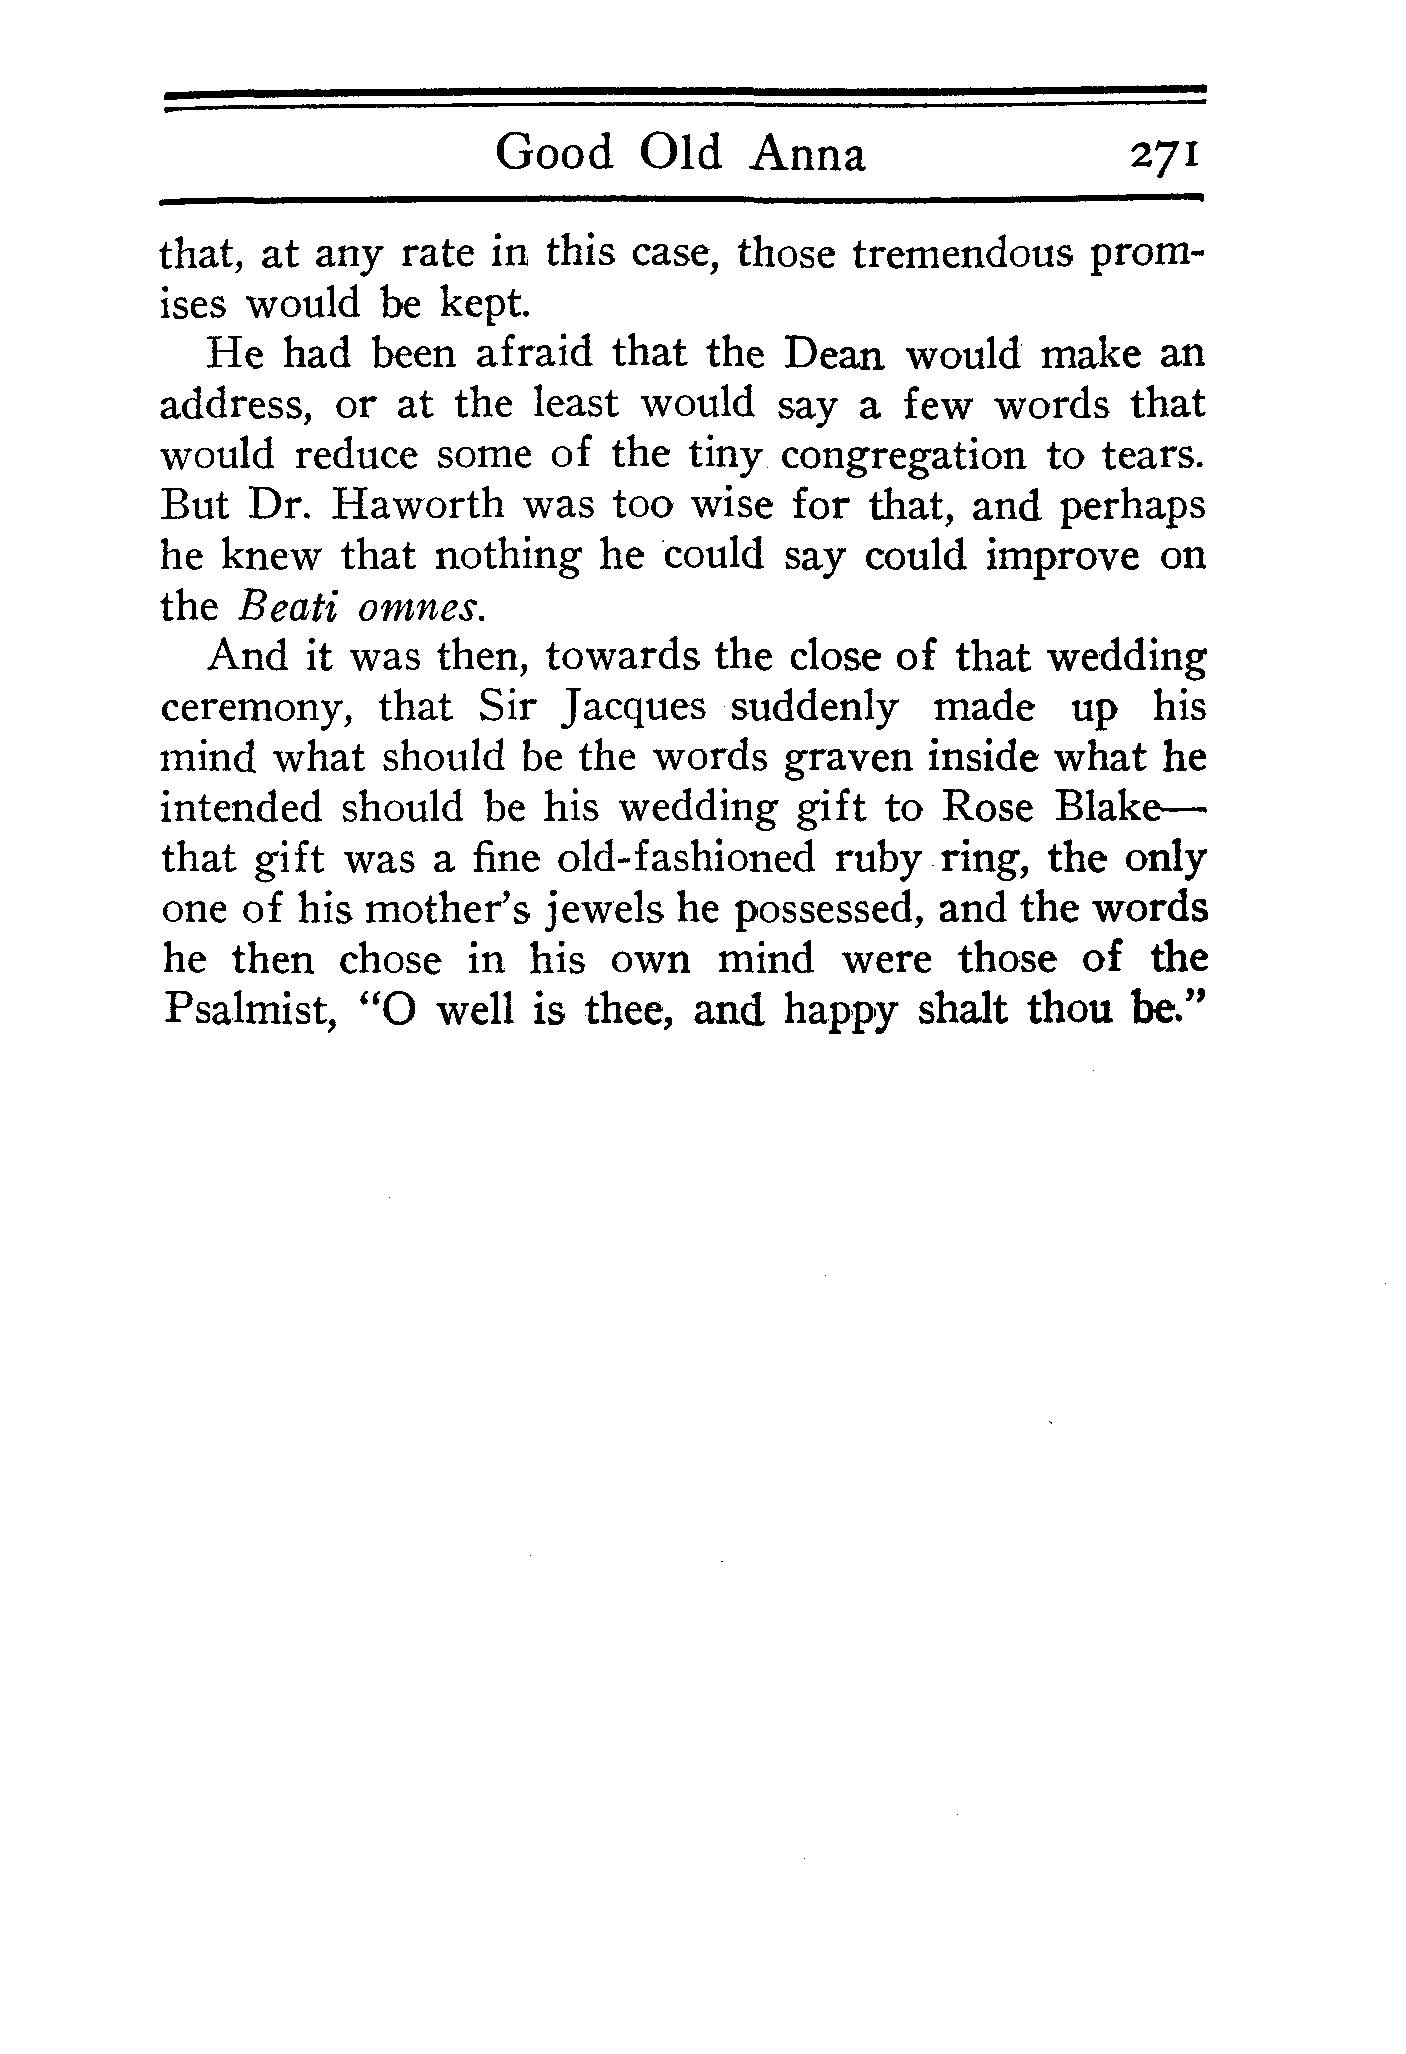 Good Old Anna 271
that, at any rate in this case, those tremendous prom-
ises would be kept.
He had been afraid that the Dean would make an
address, or at the least would say a few words that
would reduce some of the tiny congregation to tears.
But Dr. Haworth was too wise for that, and perhaps
he knew that nothing he could say could improve on
the Beati omnes.
And it was then, towards the close of that wedding
ceremony, that Sir Jacques suddenly made up his
mind what should be the words graven inside what he
intended should be his wedding gift to Rose Blake—
that gift was a fine old-fashioned ruby ring, the only
one of his mother's jewels he possessed, and the words
he then chose in his own mind were those of the
Psalmist, “O well is thee, and happy shalt thou be.”